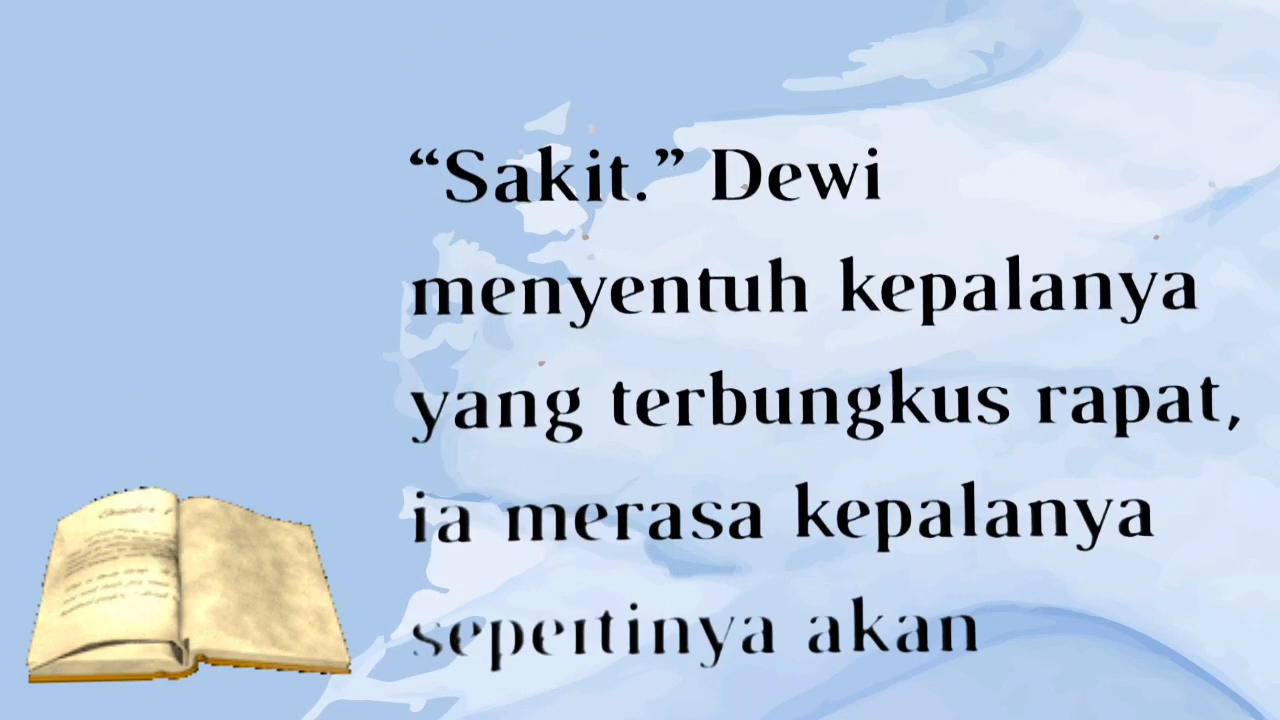 “Sakit.” Dewi
menyentuh kepalanya
yang terbungkus rapat,
ia merasa kepalanya
sepertinya akan